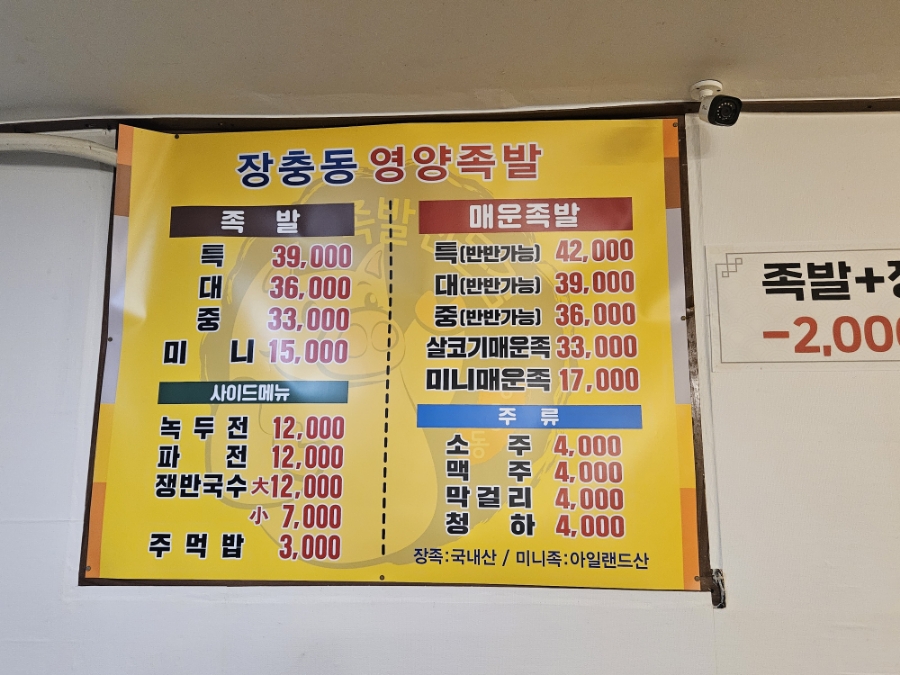 장충동 영양족발
족 발
특 39,000
대 36,000
중 33,000
미 니 15,000
사이드메뉴
녹두전 12,000
파 전 12,000
쟁반국수 大 12,000
小 7,000
주먹밥 3,000
매운족발
특(반반가능) 42,000
대(반반가능) 39,000
중(반반가능) 36,000
살코기매운족 33,000
미니매운족 17,000
주 류
소 주 4,000
맥 주 4,000
막걸리 4,000
청 하 4,000
장족:국내산 / 미니족:아일랜드산
족발+
-2,000